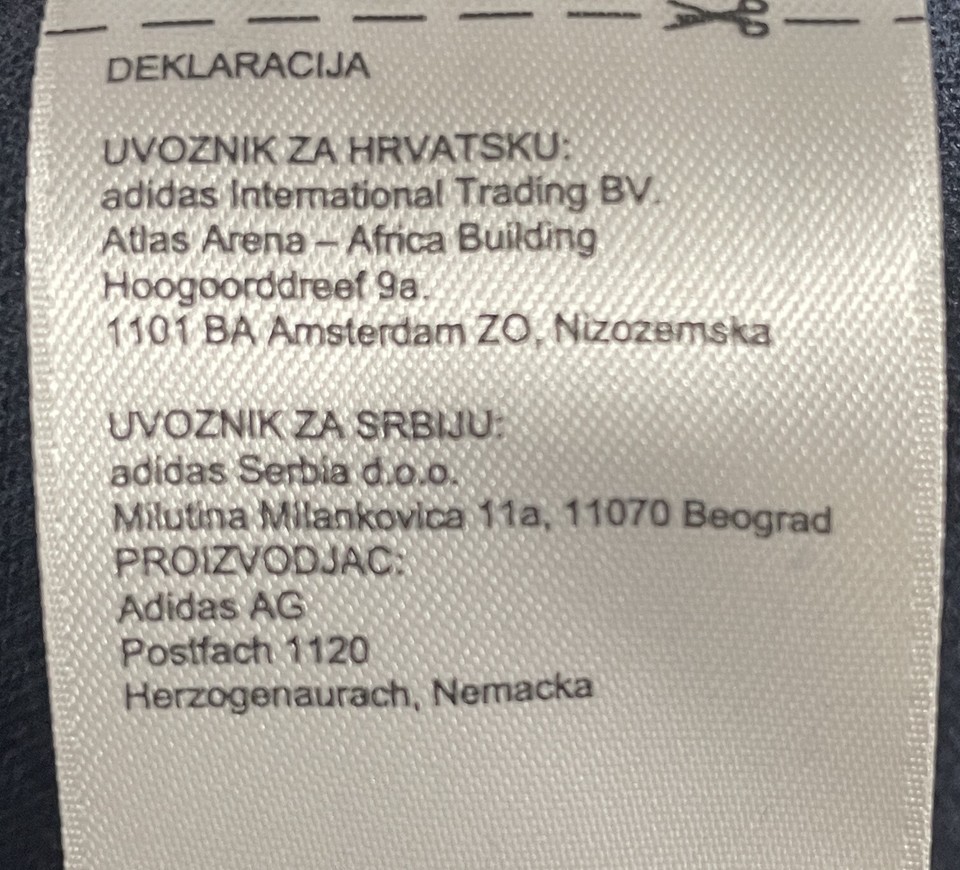 DEKLARACIJA
UVOZNIK ZA HRVATSKU:
adidas International Trading BV.
Atlas Arena – Africa Building
Hoogoorddreef 9a.
1101 BA Amsterdam ZO, Nizozemska
UVOZNIK ZA SRBIJU:
adidas Serbia d.o.o.
Milutina Milankovica 11a, 11070 Beograd
PROIZVODJAC:
Adidas AG
Postfach 1120
Herzogenaurach, Nemacka